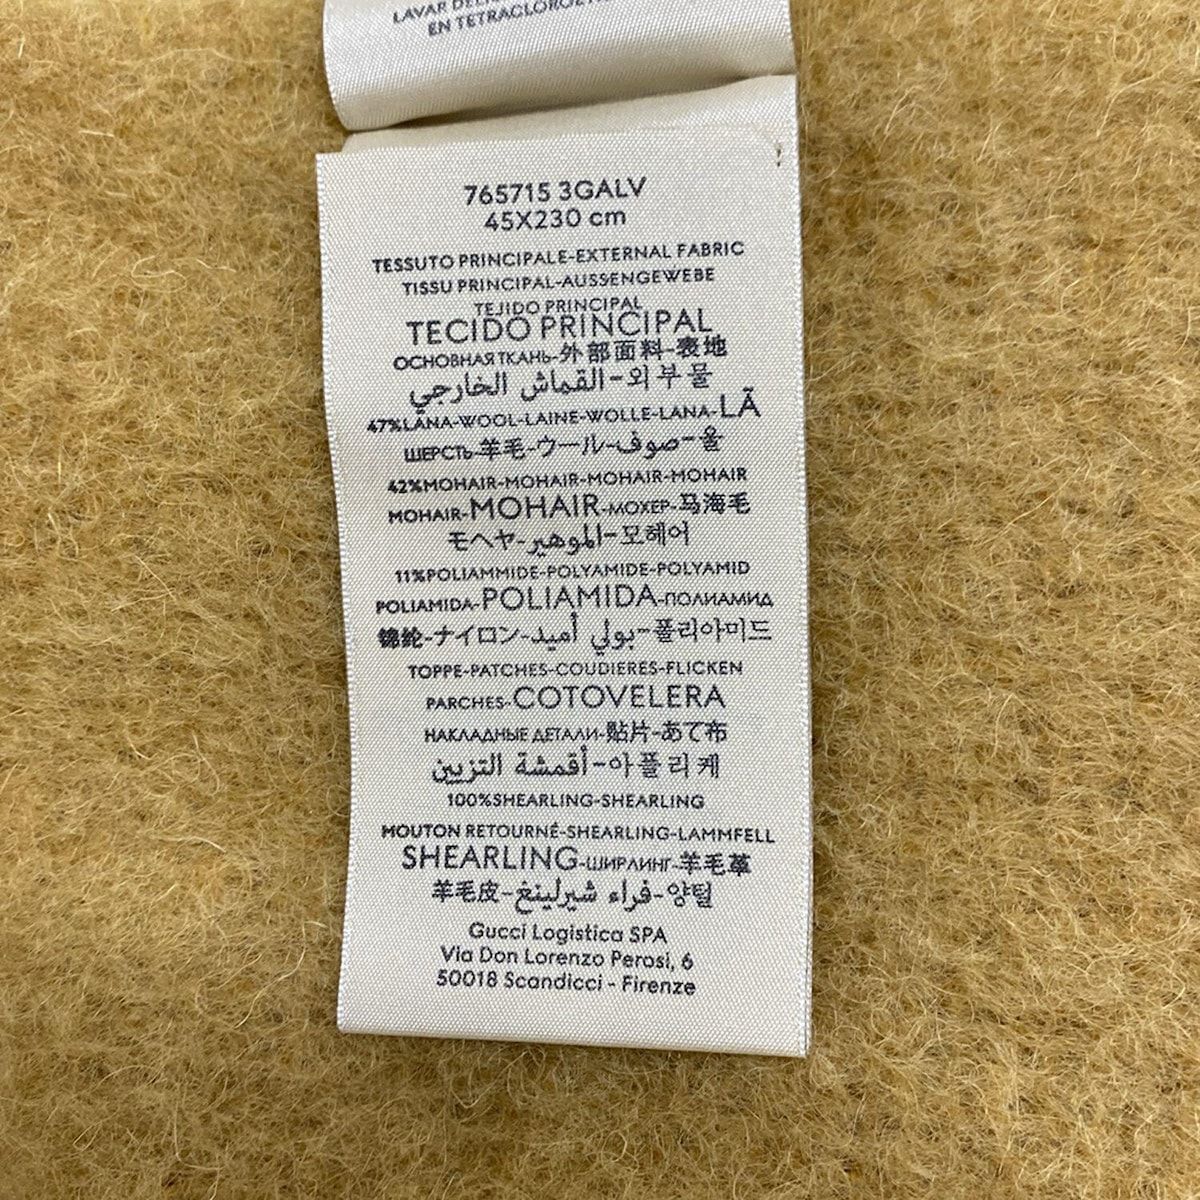 LAVAR DELIC
EN TETRACLOROET
765715 3GALV
45X230 cm
TESSUTO PRINCIPALE-EXTERNAL FABRIC
TISSU PRINCIPAL-AUSSENGEWEBE
TEJIDO PRINCIPAL
TECIDO PRINCIPAL
ОСНОВНАЯ ТКАНЬ-外部面料-表地
القماش الخارجي-외부물
47%LANA-WOOL-LAINE-WOLLE-LANA-LÃ
ШЕРСТЬ-羊毛-ウール-صوف-울
42%MOHAIR-MOHAIR-MOHAIR-MOHAIR
MOHAIR-MOHAIR-МОХЕР-马海毛
モヘヤ-الموهير-모헤어
11%POLIAMMIDE-POLYAMIDE-POLYAMID
POLIAMIDA-POLIAMIDA-ПОЛИАМИД
锦纶-ナイロン-بولي أميد-폴리아미드
TOPPE-PATCHES-COUDIERES-FLICKEN
PARCHES-COTOVELERA
НАКЛАДНЫЕ ДЕТАЛИ-贴片-あて布
أقمشة التزيين-아플리케
100%SHEARLING-SHEARLING
MOUTON RETOURNÉ-SHEARLING-LAMMFELL
SHEARLING-ШИРЛИНГ-羊毛革
羊毛皮-فراء شيرلينغ-양털
Gucci Logistica SPA
Via Don Lorenzo Perosi, 6
50018 Scandicci - Firenze